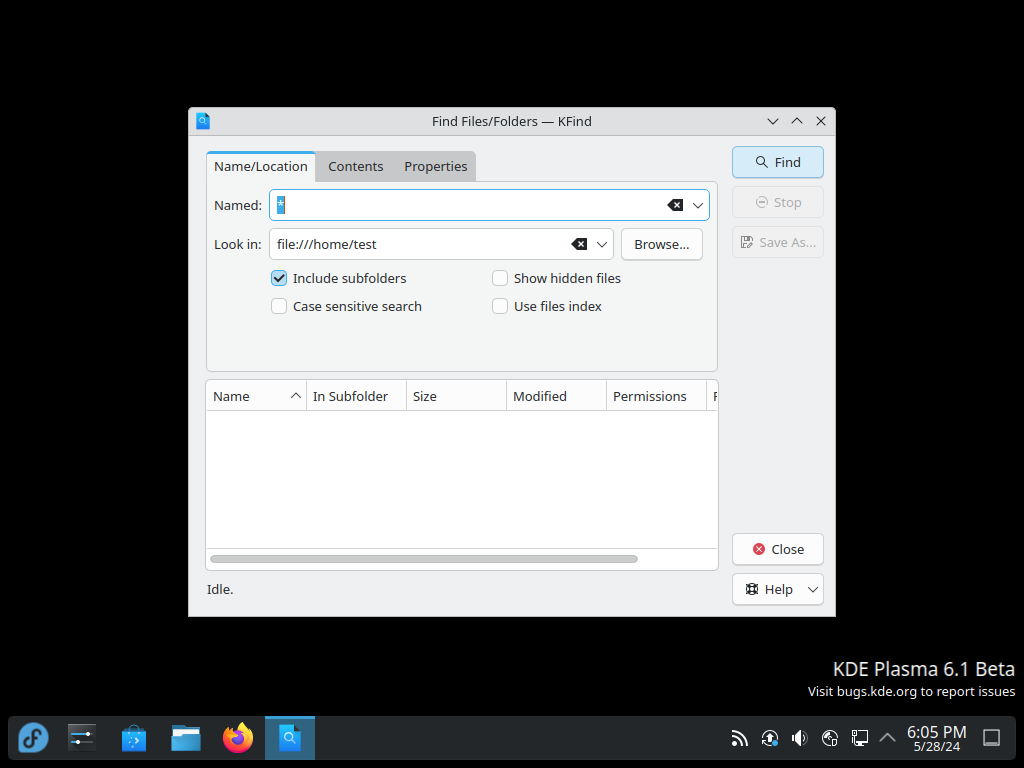 Find Files/Folders — KFind
Name/Location
Contents
Properties
Find
Named:
*
Stop
Look in:
file:///home/test
Browse...
Save As...
Include subfolders
Show hidden files
Case sensitive search
Use files index
Name
In Subfolder
Size
Modified
Permissions
Close
Idle.
Help
KDE Plasma 6.1 Beta
Visit bugs.kde.org to report issues
6:05 PM
5/28/24